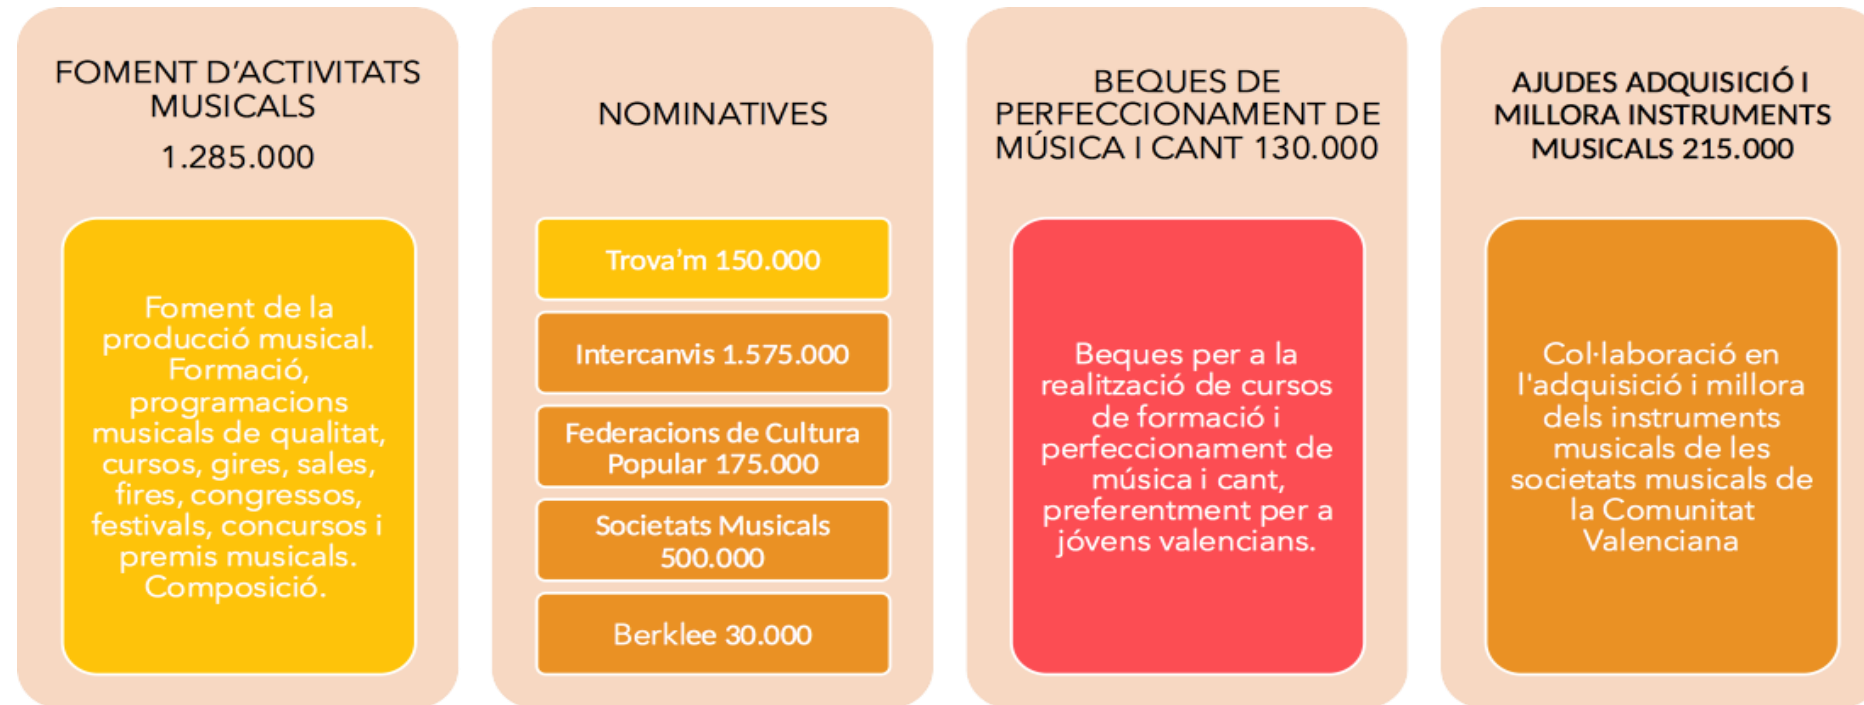 FOMENT D'ACTIVITATS
MUSICALS
1.285.000
Foment de la
producció musical.
Formació,
programacions
musicals de qualitat,
cursos, gires, sales,
fires, congressos,
festivals, concursos i
premis musicals.
Composició.
NOMINATIVES
Trova'm 150.000
Intercanvis 1.575.000
Federacions de Cultura
Popular 175.000
Societats Musicals
500.000
Berklee 30.000
BEQUES DE
PERFECCIONAMENT DE
MÚSICA I CANT 130.000
Beques per a la
realització de cursos
de formació i
perfeccionament de
música i cant,
preferentment per a
jóvens valencians.
AJUDES ADQUISICIÓ I
MILLORA INSTRUMENTS
MUSICALS 215.000
Col·laboració en
l'adquisició i millora
dels instruments
musicals de les
societats musicals de
la Comunitat
Valenciana